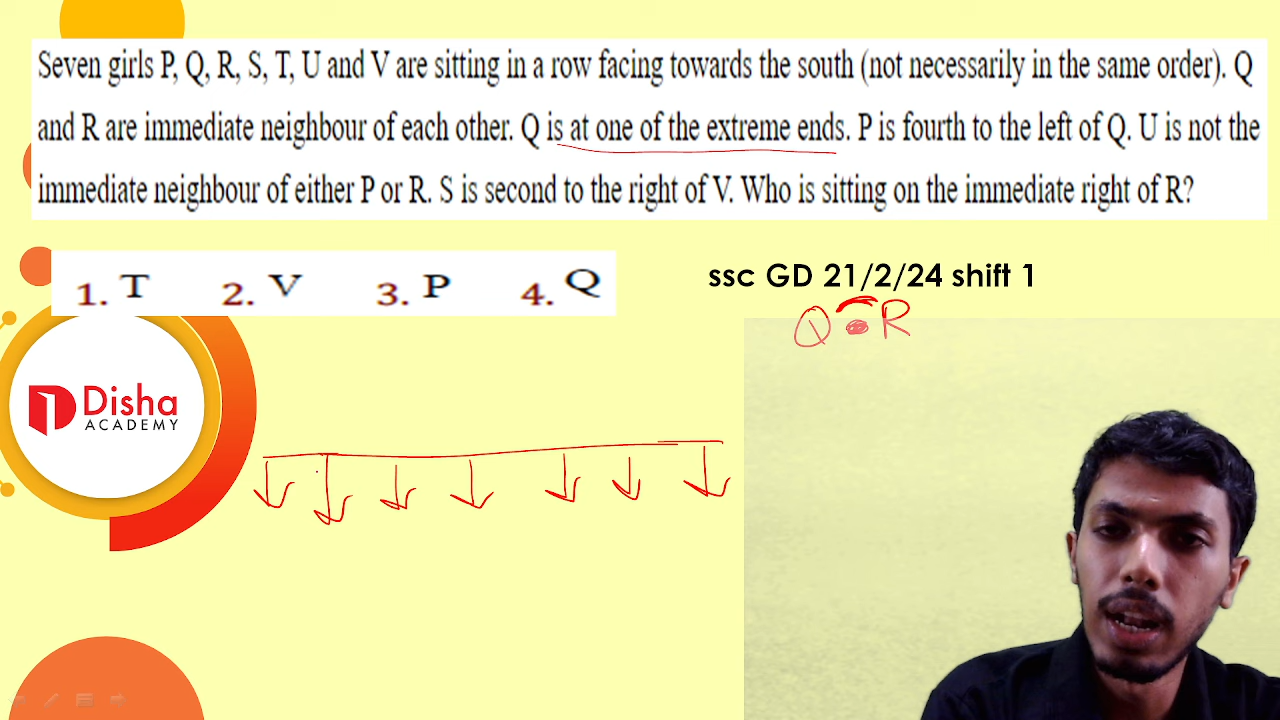 Seven girls P, Q, R, S, T, U and V are sitting in a row facing towards the south (not necessarily in the same order). Q
and R are immediate neighbour of each other. Q is at one of the extreme ends. P is fourth to the left of Q. U is not the
immediate neighbour of either P or R. S is second to the right of V. Who is sitting on the immediate right of R?
1. T 2. V 3. P 4. Q
ssc GD 21/2/24 shift 1
Q R
Disha
ACADEMY